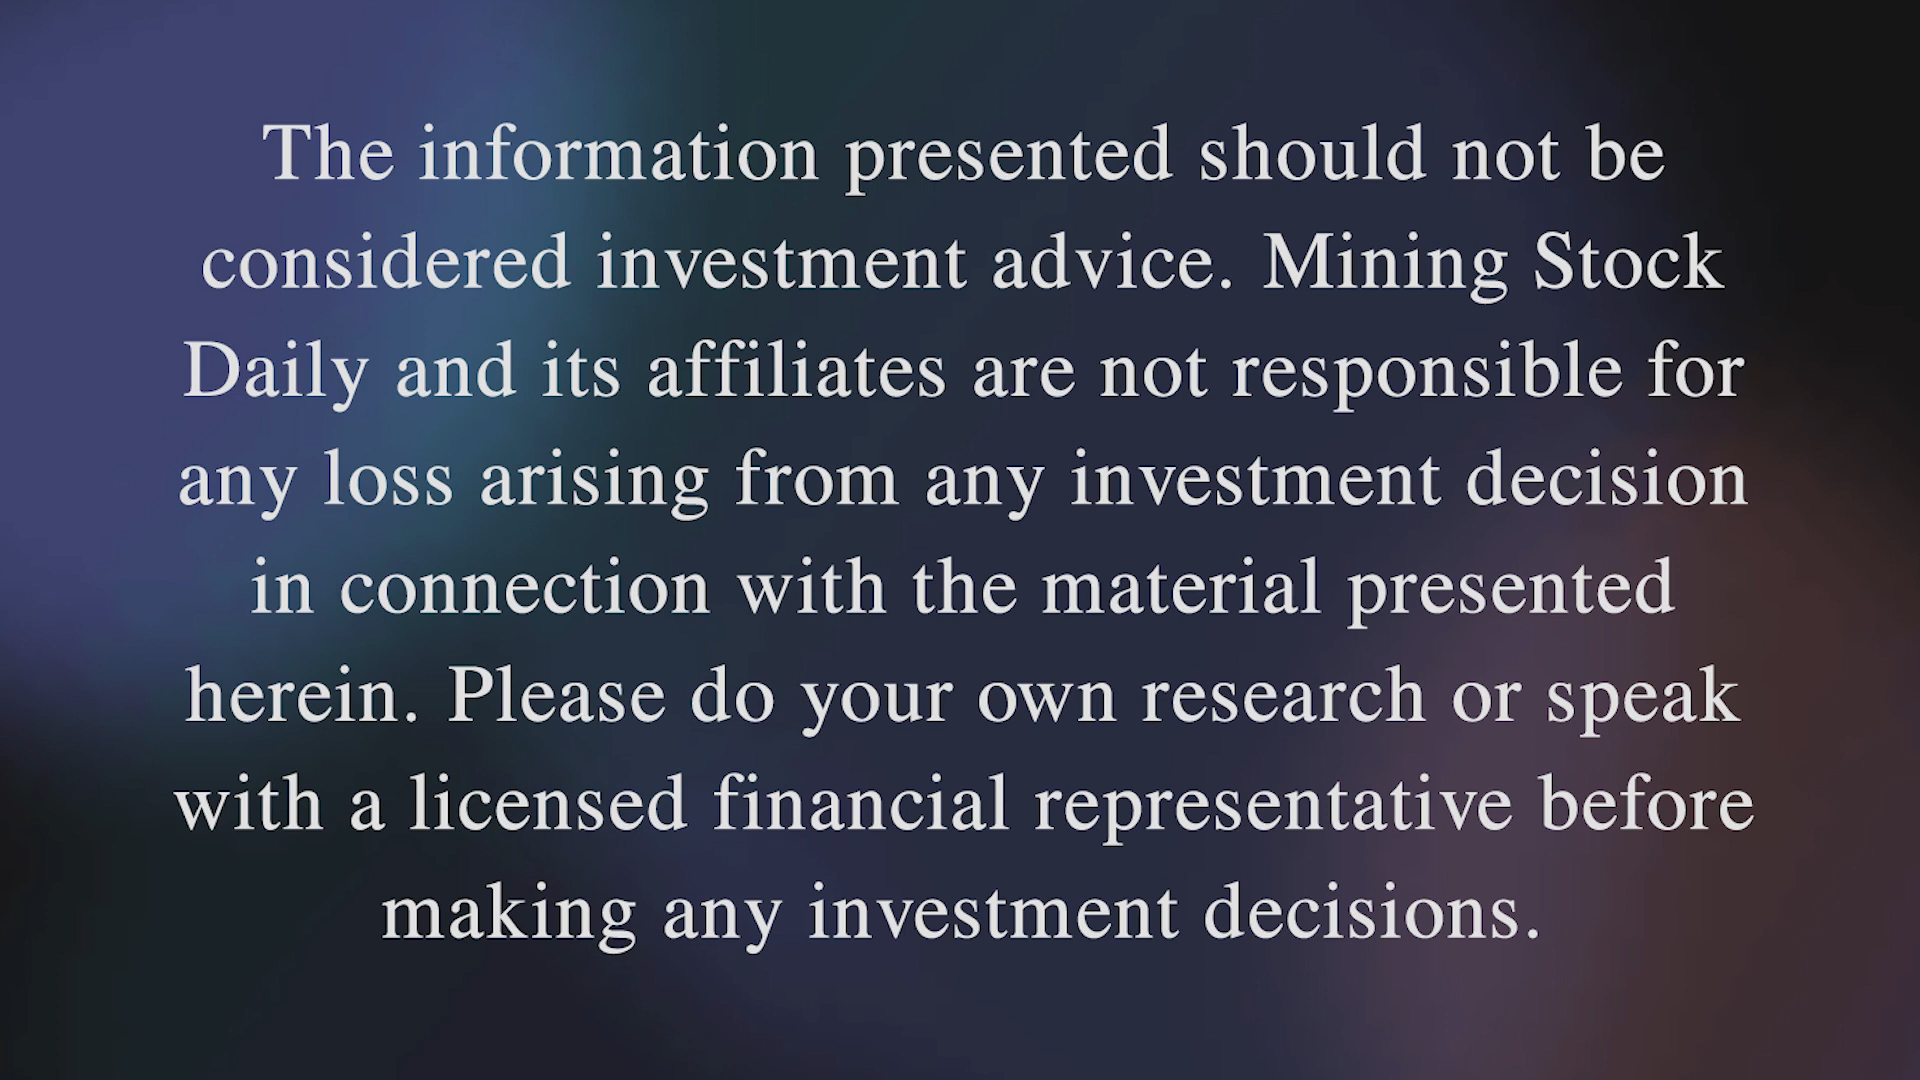 The information presented should not be
considered investment advice. Mining Stock
Daily and its affiliates are not responsible for
any loss arising from any investment decision
in connection with the material presented
herein. Please do your own research or speak
with a licensed financial representative before
making any investment decisions.